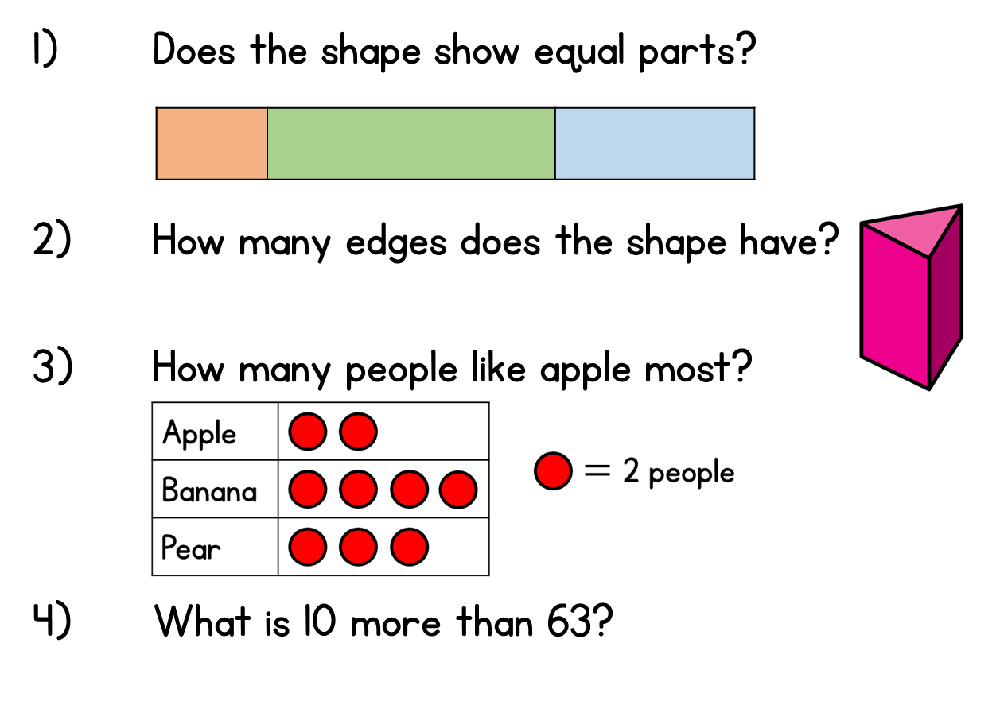 1) Does the shape show equal parts?
2) How many edges does the shape have?
3) How many people like apple most?
Apple
Banana
Pear
= 2 people
4) What is 10 more than 63?